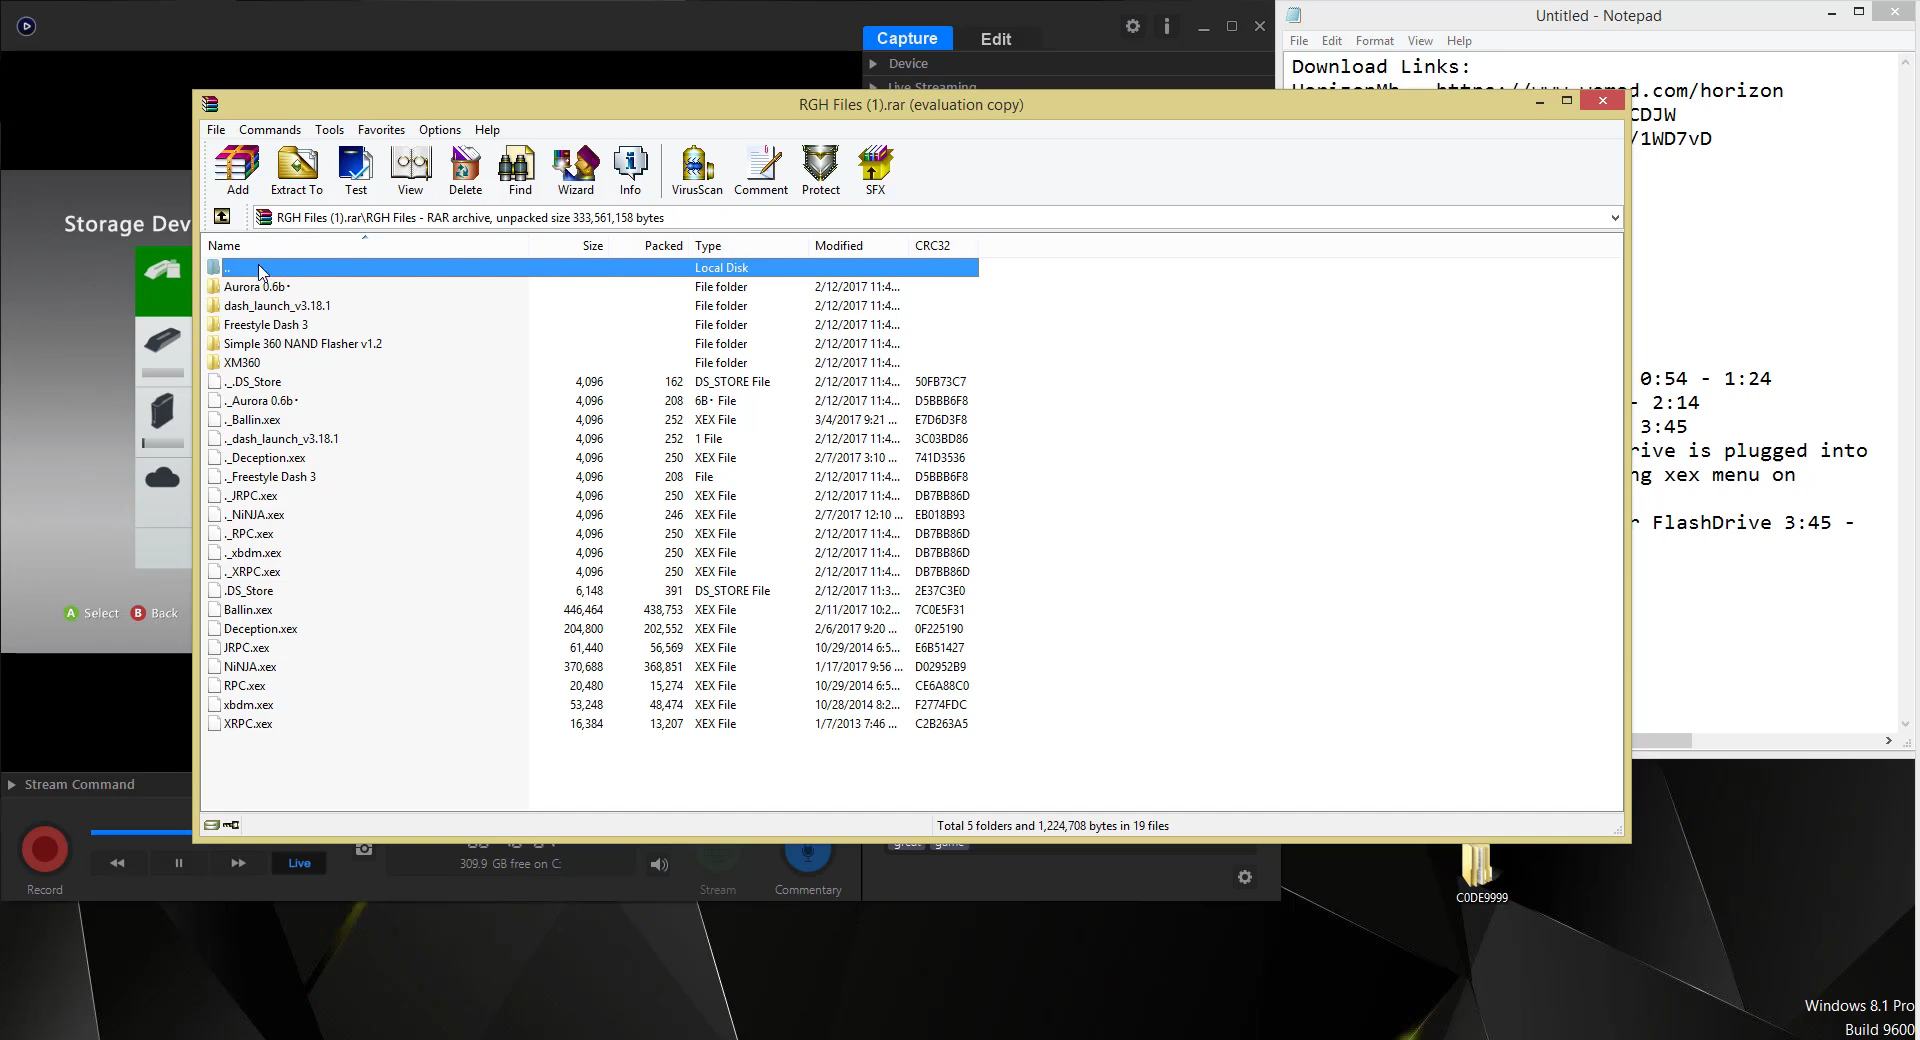 Capture
Edit
Device
Live Streaming
Untitled - Notepad
File Edit Format View Help
Download Links:
.com/horizon
CDJW
/1WD7vD
0:54 - 1:24
- 2:14
3:45
rive is plugged into
ng xex menu on
r FlashDrive 3:45 -
RGH Files (1).rar (evaluation copy)
File Commands Tools Favorites Options Help
Add Extract To Test View Delete Find Wizard Info VirusScan Comment Protect SFX
RGH Files (1).rar\RGH Files - RAR archive, unpacked size 333,561,158 bytes
Name Size Packed Type Modified CRC32
.. Local Disk
Aurora 0.6b· File folder 2/12/2017 11:4...
dash_launch_v3.18.1 File folder 2/12/2017 11:4...
Freestyle Dash 3 File folder 2/12/2017 11:4...
Simple 360 NAND Flasher v1.2 File folder 2/12/2017 11:4...
XM360 File folder 2/12/2017 11:4...
._.DS_Store 4,096 162 DS_STORE File 2/12/2017 11:4... 50FB73C7
._Aurora 0.6b· 4,096 208 6B· File 2/12/2017 11:4... D5BBB6F8
._Ballin.xex 4,096 252 XEX File 3/4/2017 9:21 ... E7D6D3F8
._dash_launch_v3.18.1 4,096 252 1 File 2/12/2017 11:4... 3C03BD86
._Deception.xex 4,096 250 XEX File 2/7/2017 3:10 ... 741D3536
._Freestyle Dash 3 4,096 208 File 2/12/2017 11:4... D5BBB6F8
._JRPC.xex 4,096 250 XEX File 2/12/2017 11:4... DB7BB86D
._NiNJA.xex 4,096 246 XEX File 2/7/2017 12:10 ... EB018B93
._RPC.xex 4,096 250 XEX File 2/12/2017 11:4... DB7BB86D
._xbdm.xex 4,096 250 XEX File 2/12/2017 11:4... DB7BB86D
._XRPC.xex 4,096 250 XEX File 2/12/2017 11:4... DB7BB86D
.DS_Store 6,148 391 DS_STORE File 2/12/2017 11:3... 2E37C3E0
Ballin.xex 446,464 438,753 XEX File 2/11/2017 10:2... 7C0E5F31
Deception.xex 204,800 202,552 XEX File 2/6/2017 9:20 ... 0F225190
JRPC.xex 61,440 56,569 XEX File 10/29/2014 6:5... E6B51427
NiNJA.xex 370,688 368,851 XEX File 1/17/2017 9:56 ... D02952B9
RPC.xex 20,480 15,274 XEX File 10/29/2014 6:5... CE6A88C0
xbdm.xex 53,248 48,474 XEX File 10/28/2014 8:2... F2774FDC
XRPC.xex 16,384 13,207 XEX File 1/7/2013 7:46 ... C2B263A5
Total 5 folders and 1,224,708 bytes in 19 files
Storage Dev
A Select B Back
Stream Command
Record
Live
309.9 GB free on C:
Stream
Commentary
great game
C0DE9999
Windows 8.1 Pro
Build 9600